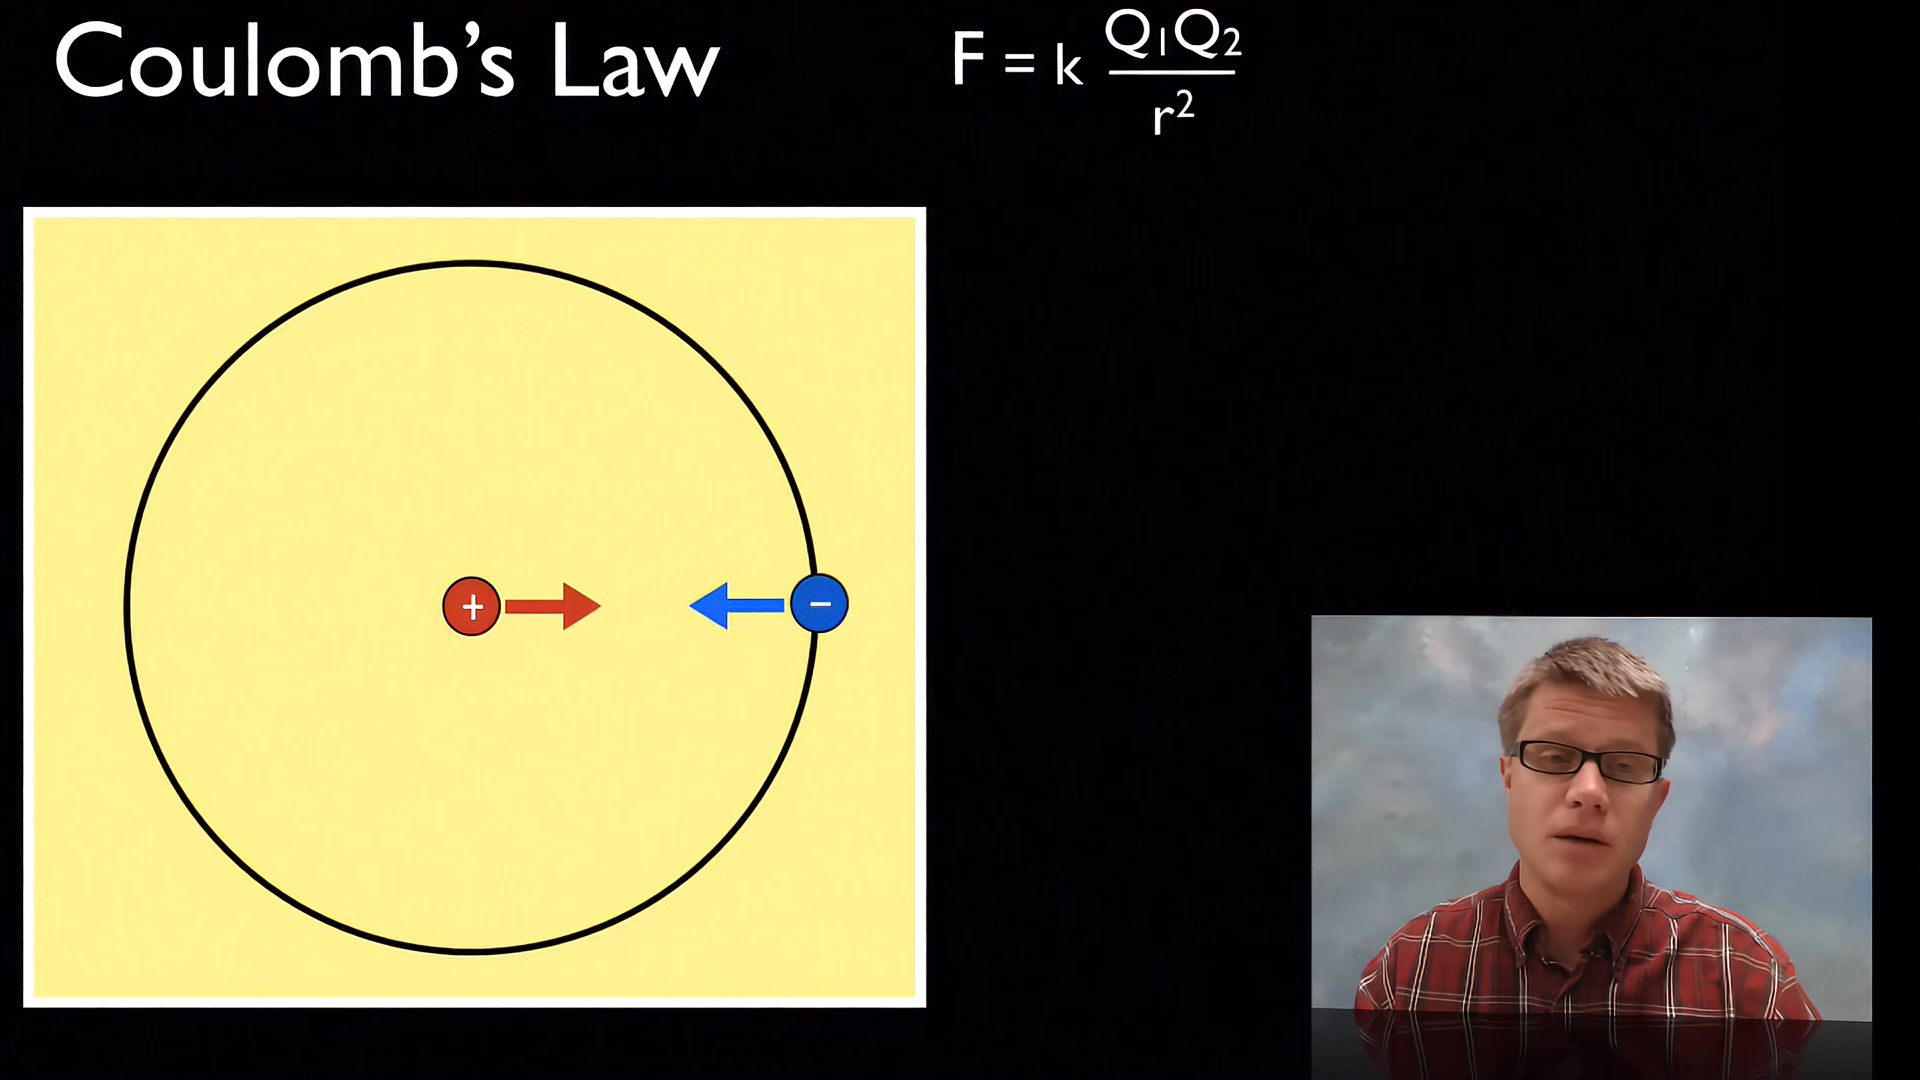 Coulomb's Law
F = k Q₁Q₂
r²
+
−